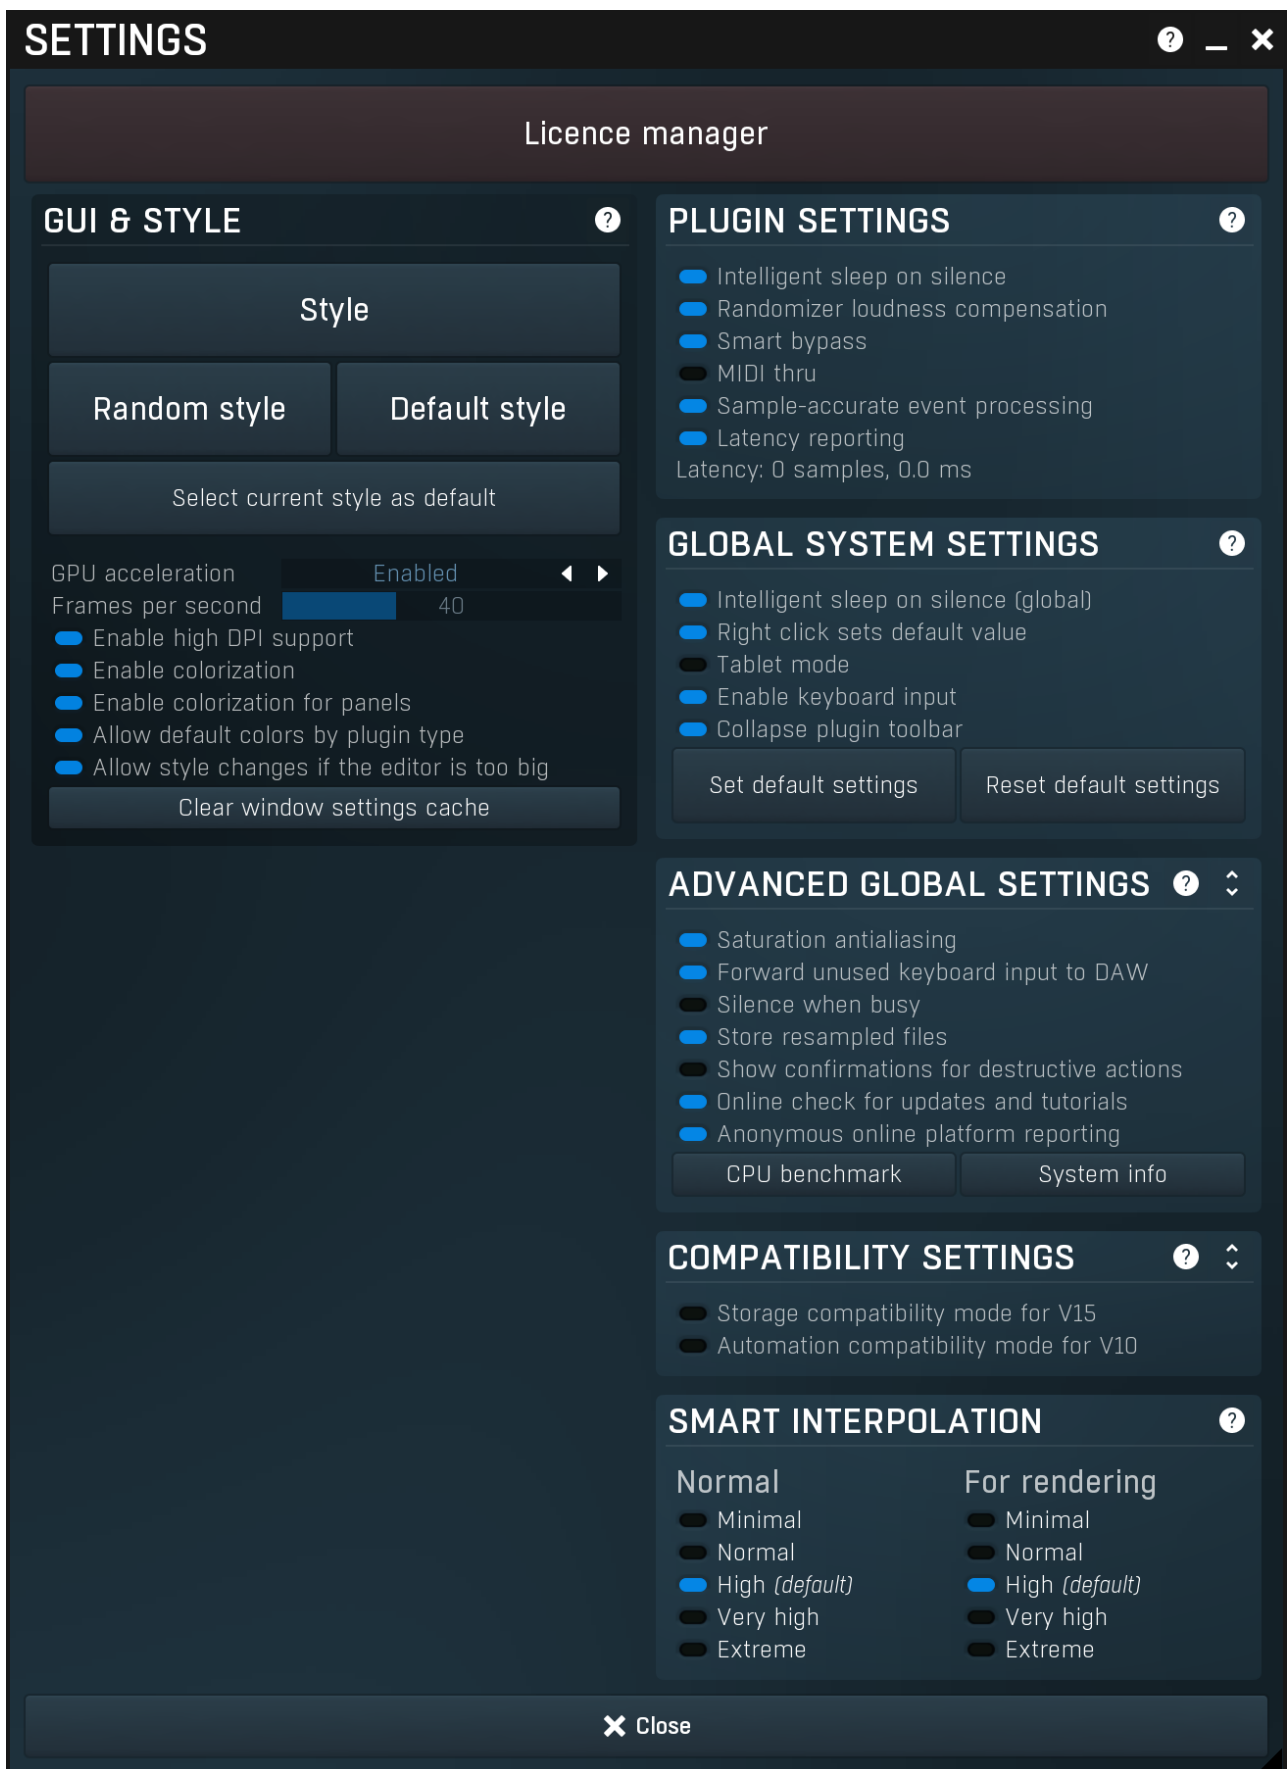 SETTINGS
Licence manager
GUI & STYLE
Style
Random style
Default style
Select current style as default
GPU acceleration Enabled
Frames per second 40
Enable high DPI support
Enable colorization
Enable colorization for panels
Allow default colors by plugin type
Allow style changes if the editor is too big
Clear window settings cache
PLUGIN SETTINGS
Intelligent sleep on silence
Randomizer loudness compensation
Smart bypass
MIDI thru
Sample-accurate event processing
Latency reporting
Latency: 0 samples, 0.0 ms
GLOBAL SYSTEM SETTINGS
Intelligent sleep on silence (global)
Right click sets default value
Tablet mode
Enable keyboard input
Collapse plugin toolbar
Set default settings
Reset default settings
ADVANCED GLOBAL SETTINGS
Saturation antialiasing
Forward unused keyboard input to DAW
Silence when busy
Store resampled files
Show confirmations for destructive actions
Online check for updates and tutorials
Anonymous online platform reporting
CPU benchmark
System info
COMPATIBILITY SETTINGS
Storage compatibility mode for V15
Automation compatibility mode for V10
SMART INTERPOLATION
Normal
Minimal
Normal
High (default)
Very high
Extreme
For rendering
Minimal
Normal
High (default)
Very high
Extreme
Close